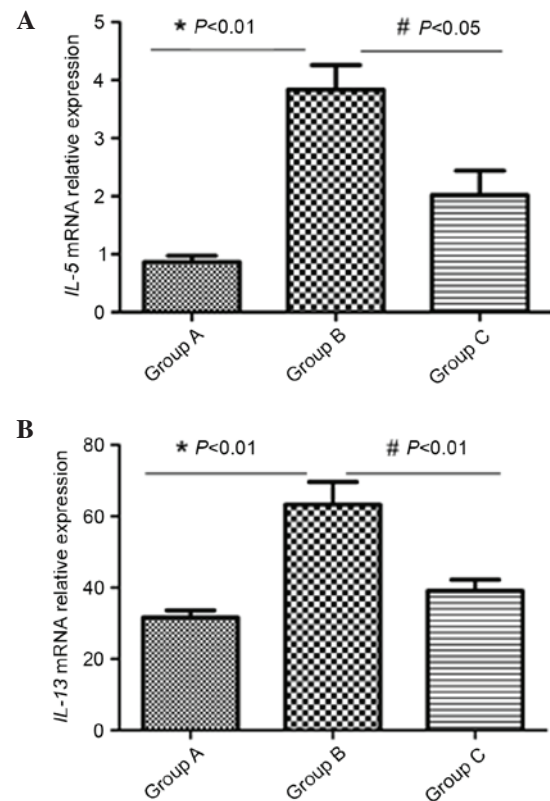 A
* P<0.01
# P<0.05
IL-5 mRNA relative expression
5
4
3
2
1
0
Group A
Group B
Group C
B
* P<0.01
# P<0.01
IL-13 mRNA relative expression
80
60
40
20
0
Group A
Group B
Group C